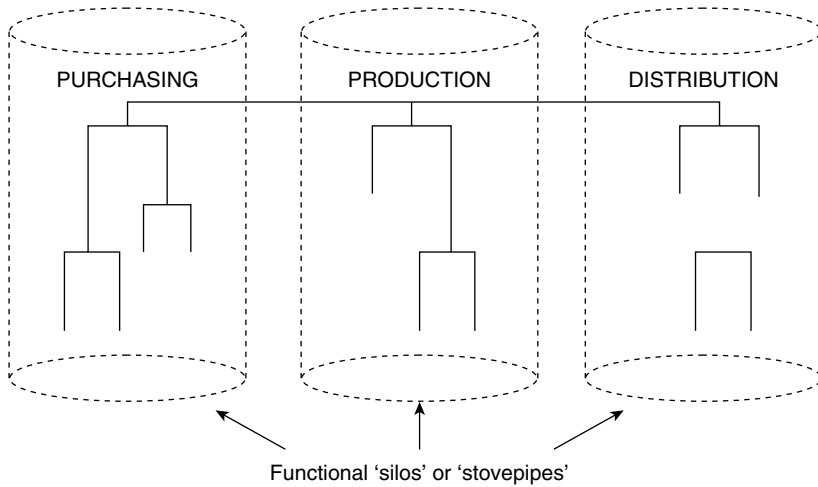 PURCHASING
PRODUCTION
DISTRIBUTION
Functional ‘silos’ or ‘stovepipes’